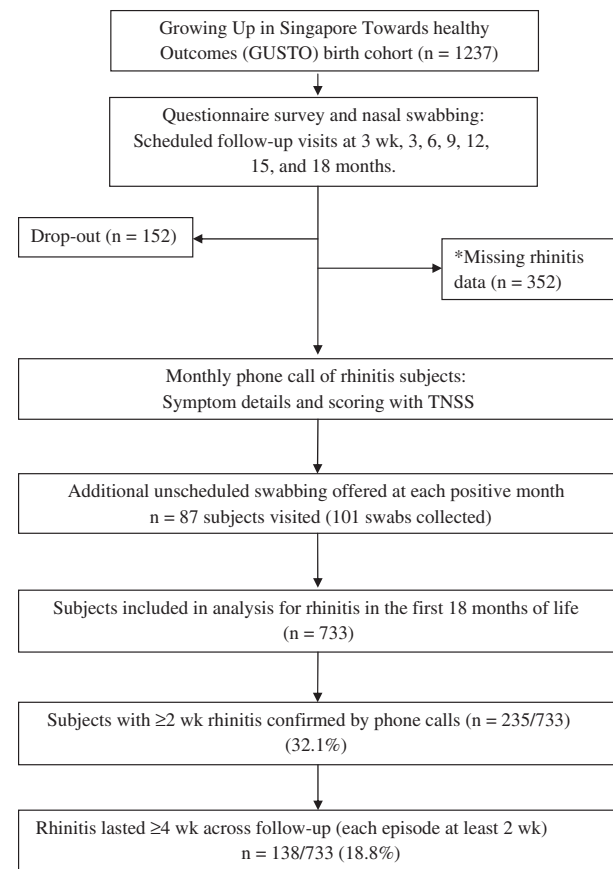 Growing Up in Singapore Towards healthy
Outcomes (GUSTO) birth cohort (n = 1237)
Questionnaire survey and nasal swabbing:
Scheduled follow-up visits at 3 wk, 3, 6, 9, 12,
15, and 18 months.
Drop-out (n = 152)
*Missing rhinitis
data (n = 352)
Monthly phone call of rhinitis subjects:
Symptom details and scoring with TNSS
Additional unscheduled swabbing offered at each positive month
n = 87 subjects visited (101 swabs collected)
Subjects included in analysis for rhinitis in the first 18 months of life
(n = 733)
Subjects with ≥2 wk rhinitis confirmed by phone calls (n = 235/733)
(32.1%)
Rhinitis lasted ≥4 wk across follow-up (each episode at least 2 wk)
n = 138/733 (18.8%)